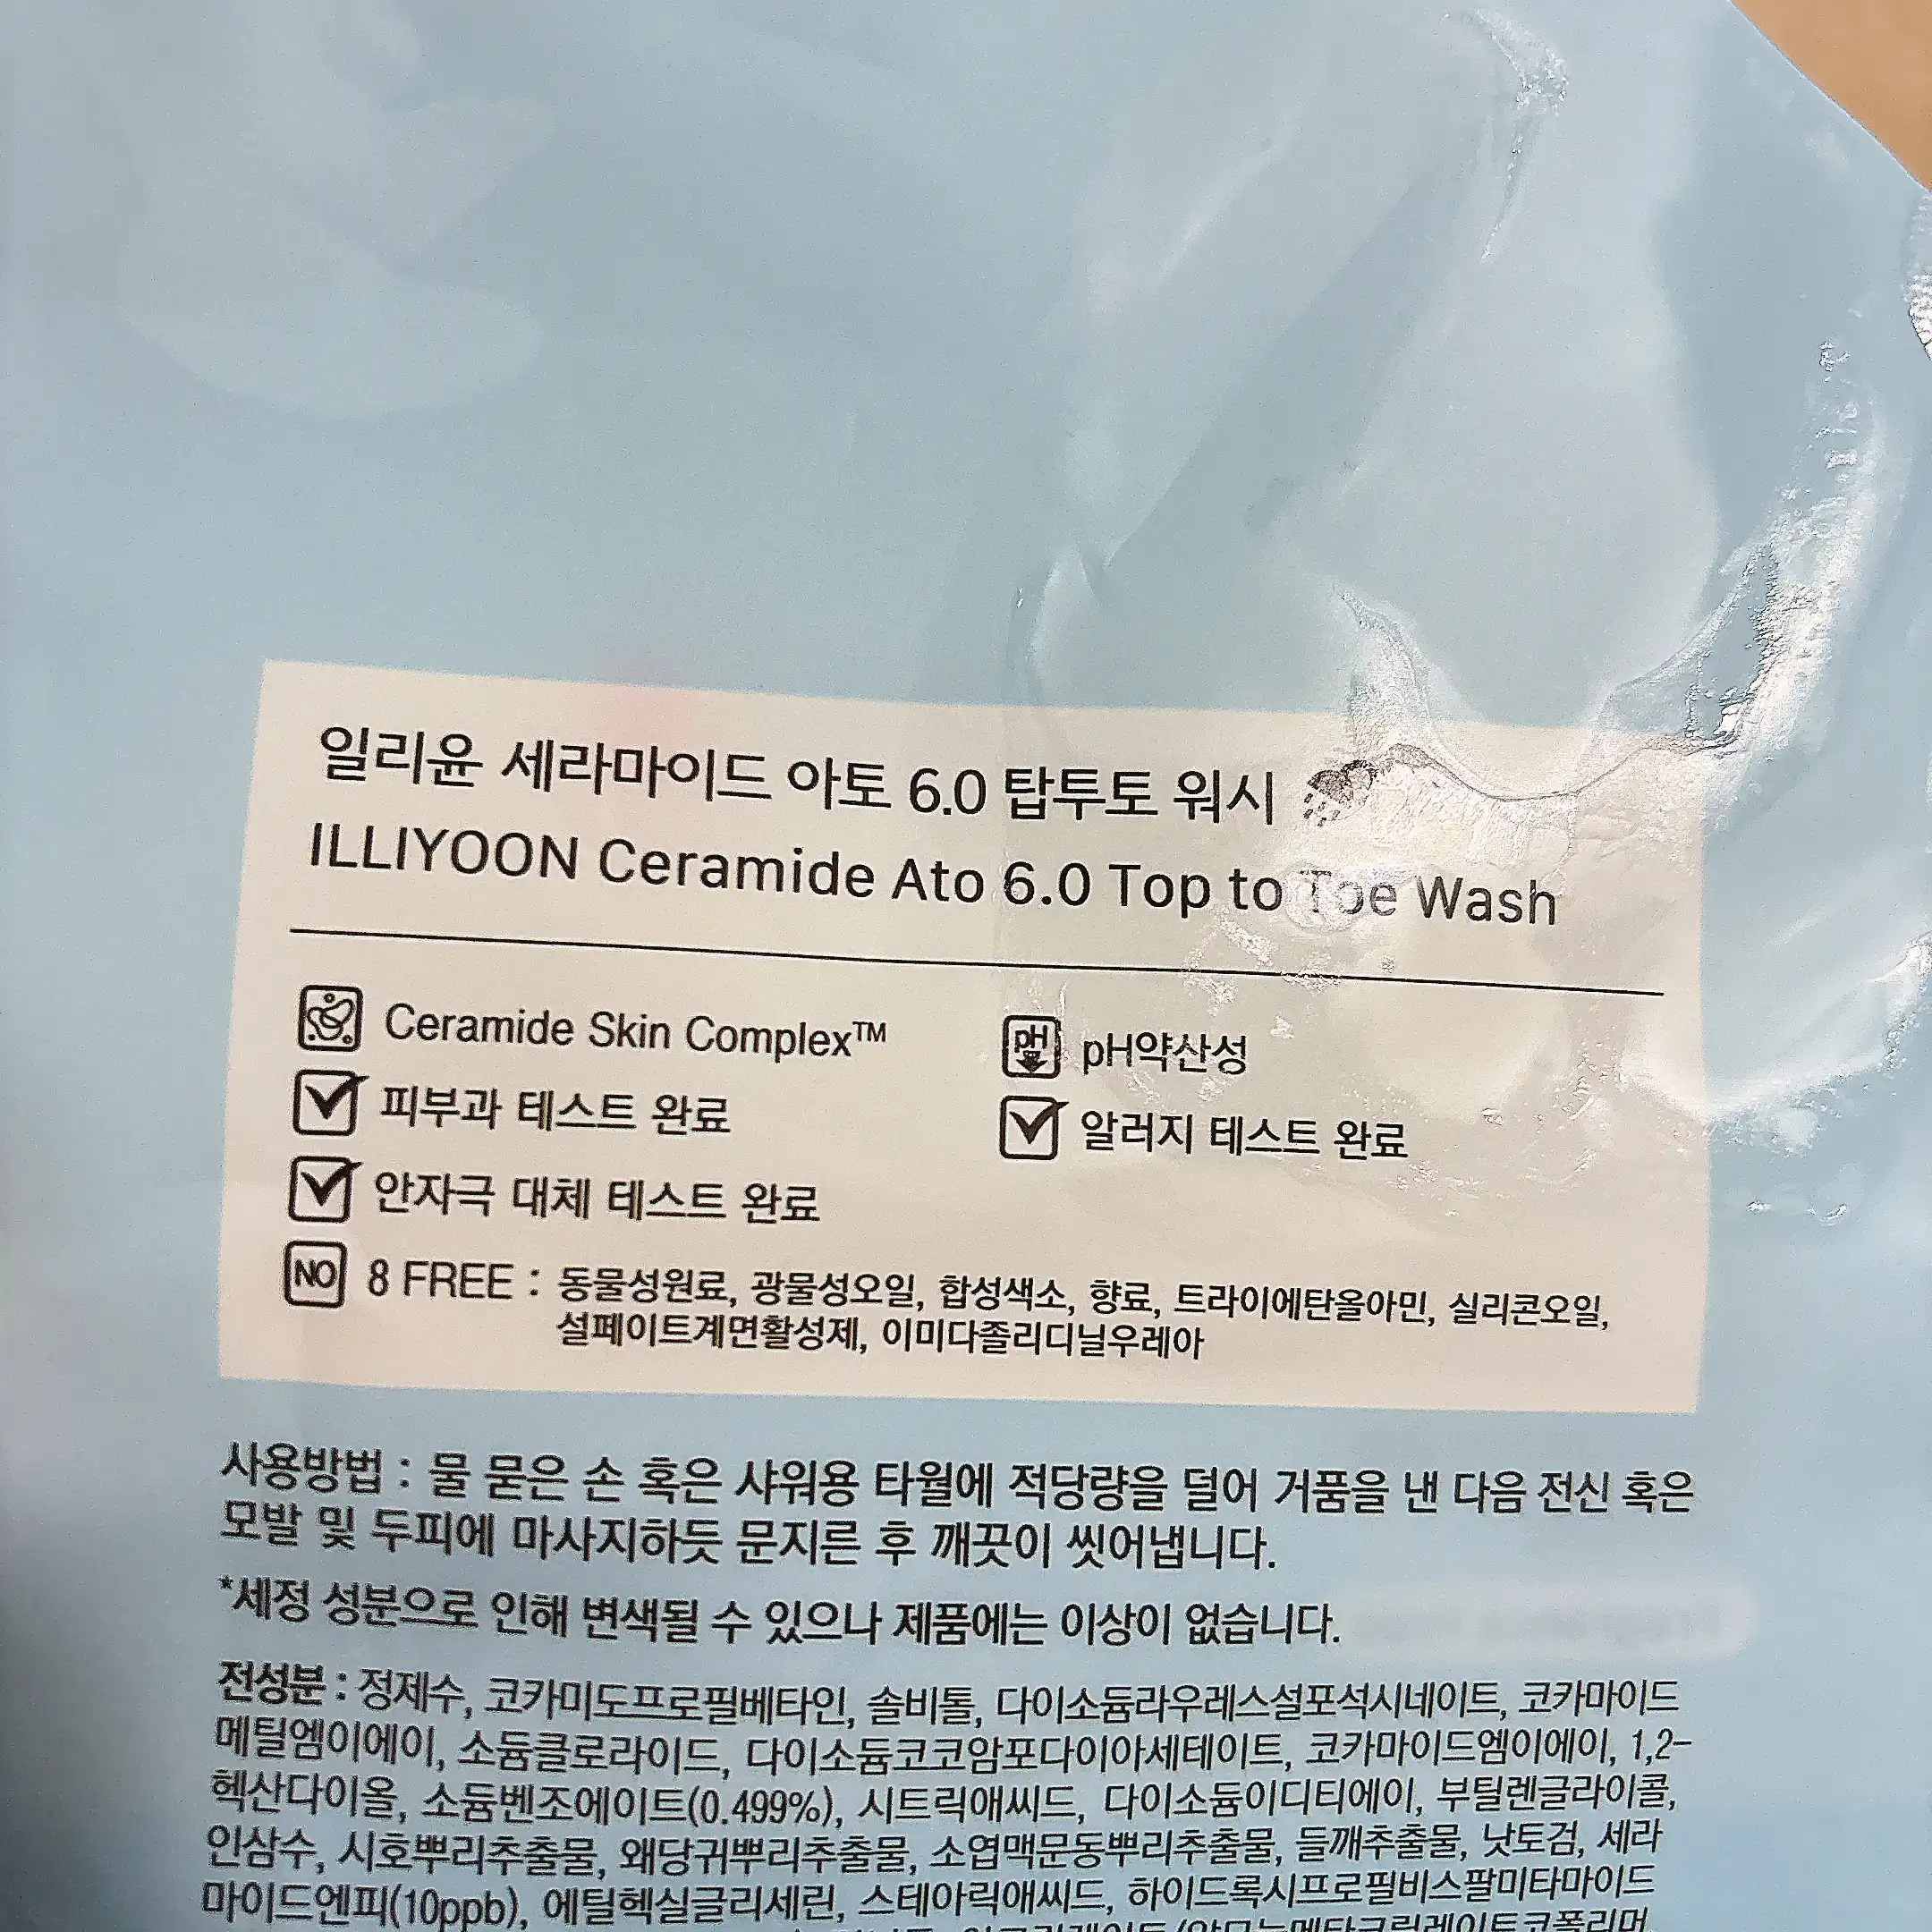 일리윤 세라마이드 아토 6.0 탑투토 워시
ILLIYOON Ceramide Ato 6.0 Top to Toe Wash
Ceramide Skin Complex™
pH
pH약산성
피부과 테스트 완료
알러지 테스트 완료
안자극 대체 테스트 완료
NO 8 FREE : 동물성원료, 광물성오일, 합성색소, 향료, 트라이에탄올아민, 실리콘오일,
설페이트계면활성제, 이미다졸리디닐우레아
사용방법 : 물 묻은 손 혹은 샤워용 타월에 적당량을 덜어 거품을 낸 다음 전신 혹은
모발 및 두피에 마사지하듯 문지른 후 깨끗이 씻어냅니다.
*세정 성분으로 인해 변색될 수 있으나 제품에는 이상이 없습니다.
전성분 : 정제수, 코카미도프로필베타인, 솔비톨, 다이소듐라우레스설포석시네이트, 코카마이드
메틸엠이에이, 소듐클로라이드, 다이소듐코코암포다이아세테이트, 코카마이드엠이에이, 1,2-
헥산다이올, 소듐벤조에이트(0.499%), 시트릭애씨드, 다이소듐이디티에이, 부틸렌글라이콜,
인삼수, 시호뿌리추출물, 왜당귀뿌리추출물, 소엽맥문동뿌리추출물, 들깨추출물, 낫토검, 세라
마이드엔피(10ppb), 에틸헥실글리세린, 스테아릭애씨드, 하이드록시프로필비스팔미타마이드